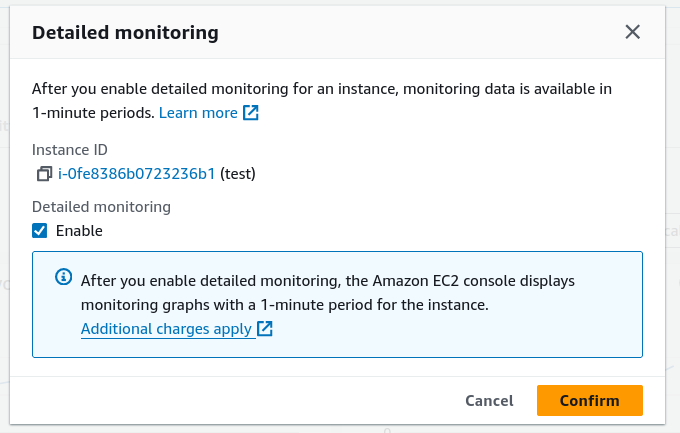 Detailed monitoring
After you enable detailed monitoring for an instance, monitoring data is available in
1-minute periods. Learn more
Instance ID
i-0fe8386b0723236b1 (test)
Detailed monitoring
Enable
After you enable detailed monitoring, the Amazon EC2 console displays
monitoring graphs with a 1-minute period for the instance.
Additional charges apply
Cancel
Confirm